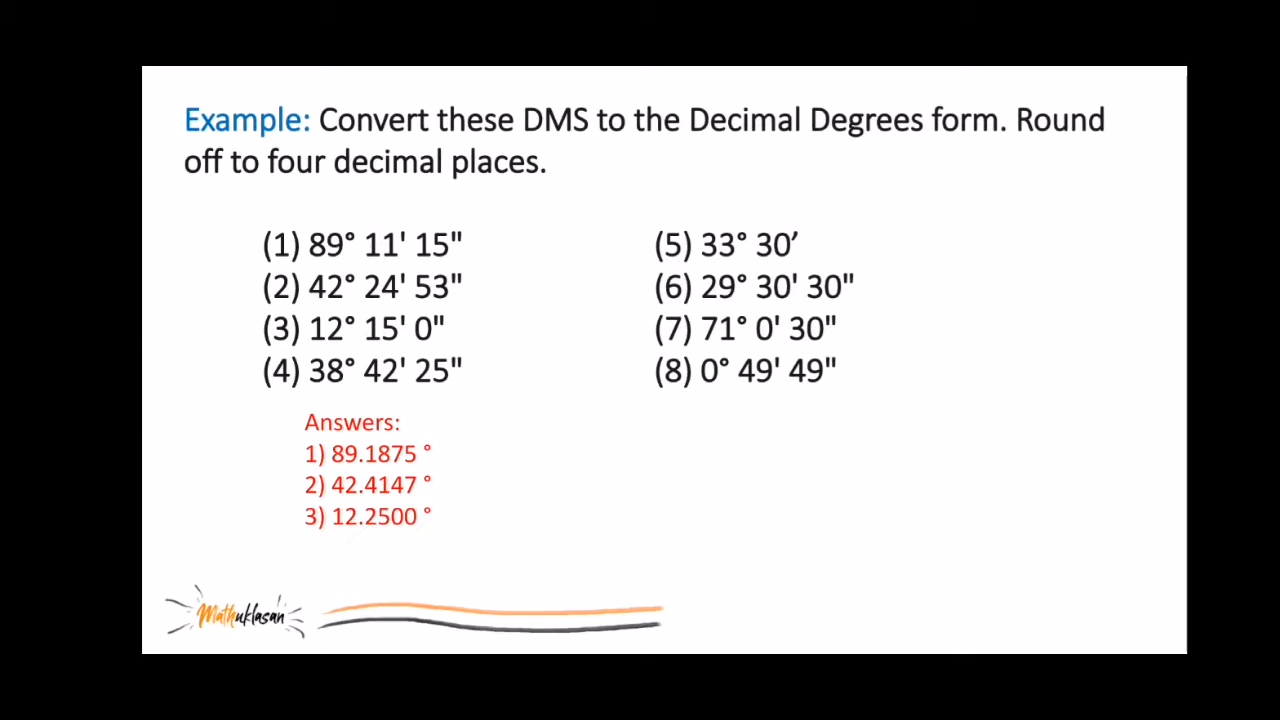 Example: Convert these DMS to the Decimal Degrees form. Round
off to four decimal places.
(1) 89° 11' 15"
(2) 42° 24' 53"
(3) 12° 15' 0"
(4) 38° 42' 25"
(5) 33° 30’
(6) 29° 30' 30"
(7) 71° 0' 30"
(8) 0° 49' 49"
Answers:
1) 89.1875 °
2) 42.4147 °
3) 12.2500 °
Mathuklasan